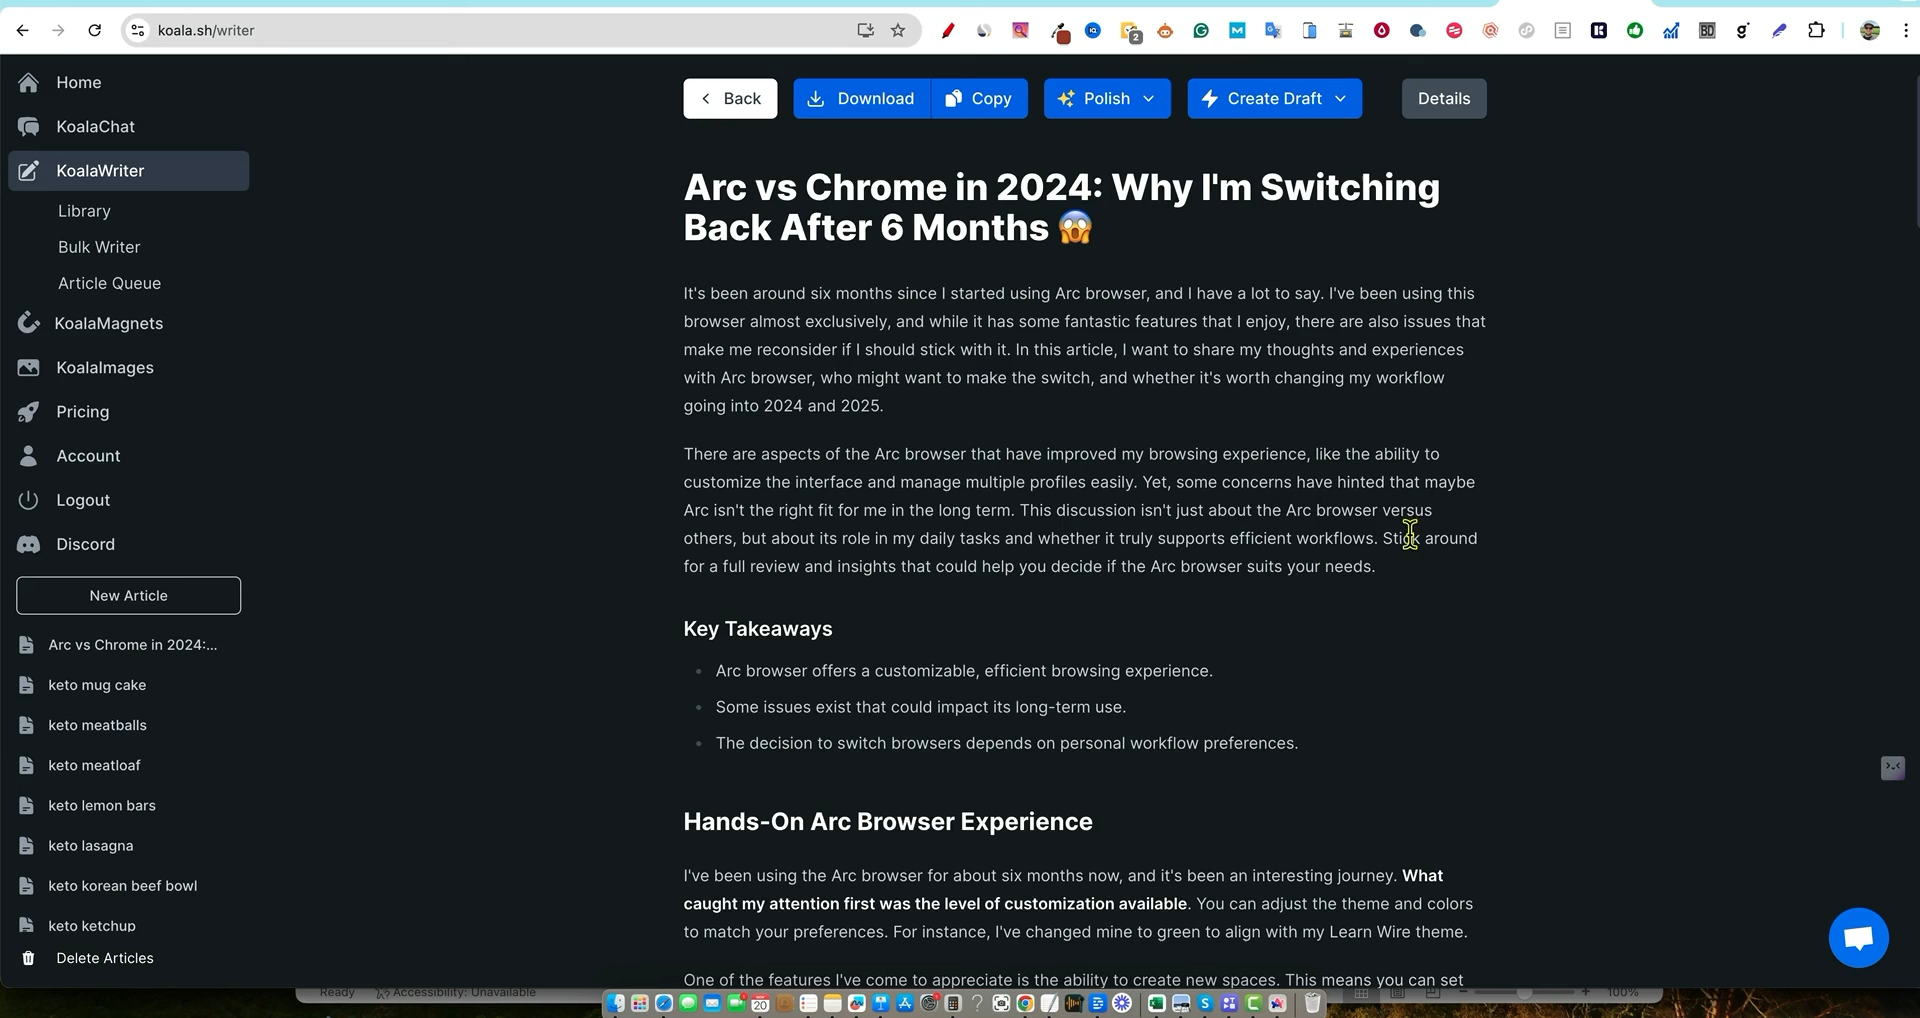 koala.sh/writer
2
BD
Home
KoalaChat
KoalaWriter
Library
Bulk Writer
Article Queue
KoalaMagnets
KoalaImages
Pricing
Account
Logout
Discord
New Article
Arc vs Chrome in 2024:...
keto mug cake
keto meatballs
keto meatloaf
keto lemon bars
keto lasagna
keto korean beef bowl
keto ketchup
Delete Articles
Back
Download
Copy
Polish
Create Draft
Details
Arc vs Chrome in 2024: Why I'm Switching
Back After 6 Months 😱
It's been around six months since I started using Arc browser, and I have a lot to say. I've been using this
browser almost exclusively, and while it has some fantastic features that I enjoy, there are also issues that
make me reconsider if I should stick with it. In this article, I want to share my thoughts and experiences
with Arc browser, who might want to make the switch, and whether it's worth changing my workflow
going into 2024 and 2025.
There are aspects of the Arc browser that have improved my browsing experience, like the ability to
customize the interface and manage multiple profiles easily. Yet, some concerns have hinted that maybe
Arc isn't the right fit for me in the long term. This discussion isn't just about the Arc browser versus
others, but about its role in my daily tasks and whether it truly supports efficient workflows. Stick around
for a full review and insights that could help you decide if the Arc browser suits your needs.
Key Takeaways
Arc browser offers a customizable, efficient browsing experience.
Some issues exist that could impact its long-term use.
The decision to switch browsers depends on personal workflow preferences.
Hands-On Arc Browser Experience
I've been using the Arc browser for about six months now, and it's been an interesting journey. What
caught my attention first was the level of customization available. You can adjust the theme and colors
to match your preferences. For instance, I've changed mine to green to align with my Learn Wire theme.
One of the features I've come to appreciate is the ability to create new spaces. This means you can set
Ready
Accessibility: Unavailable
100%
20